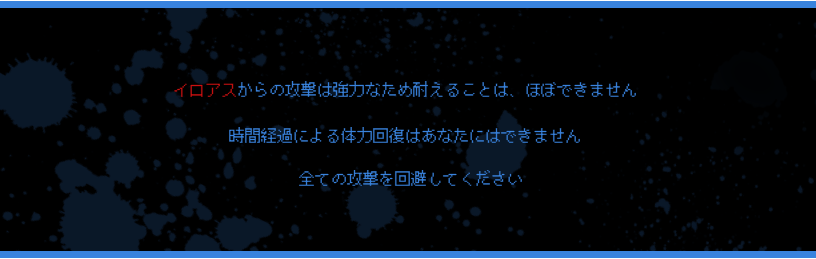 イロアスからの攻撃は強力なため耐えることは、ほぼできません
時間経過による体力回復はあなたにはできません
全ての攻撃を回避してください